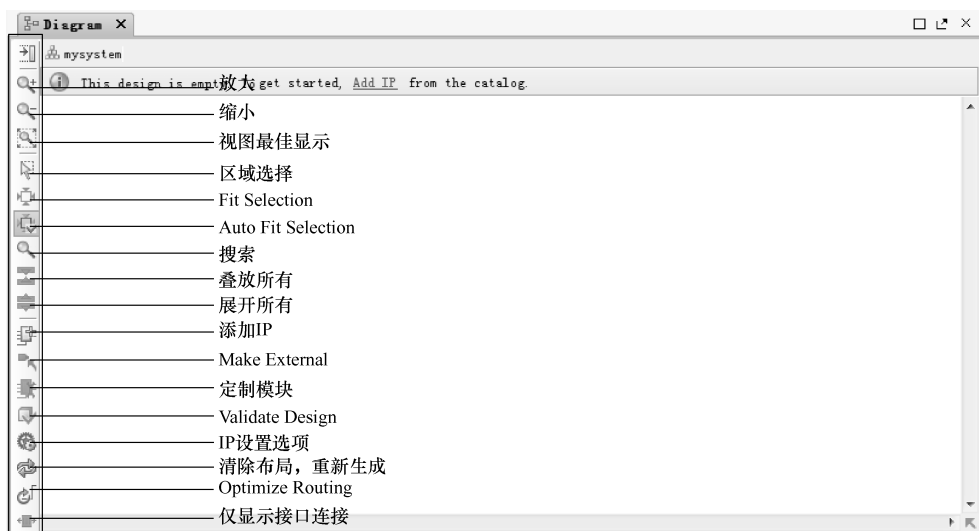 Diagram
mysystem
This design is empt放大 get started, Add IP from the catalog.
缩小
视图最佳显示
区域选择
Fit Selection
Auto Fit Selection
搜索
叠放所有
展开所有
添加IP
Make External
定制模块
Validate Design
IP设置选项
清除布局，重新生成
Optimize Routing
仅显示接口连接